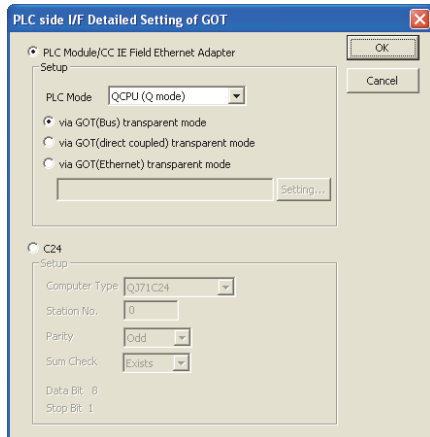 PLC side I/F Detailed Setting of GOT
PLC Module/CC IE Field Ethernet Adapter
OK
Setup
Cancel
PLC Mode QCPU (Q mode)
via GOT(Bus) transparent mode
via GOT(direct coupled) transparent mode
via GOT(Ethernet) transparent mode
Setting...
C24
Setup
Computer Type QJ71C24
Station No. 0
Parity Odd
Sum Check Exists
Data Bit 8
Stop Bit 1